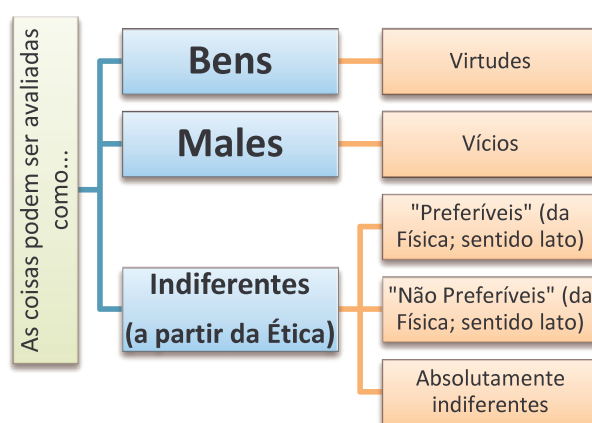 As coisas podem ser avaliadas
como...
Bens
Virtudes
Males
Vícios
Indiferentes
(a partir da Ética)
"Preferíveis" (da
Física; sentido lato)
"Não Preferíveis" (da
Física; sentido lato)
Absolutamente
indiferentes